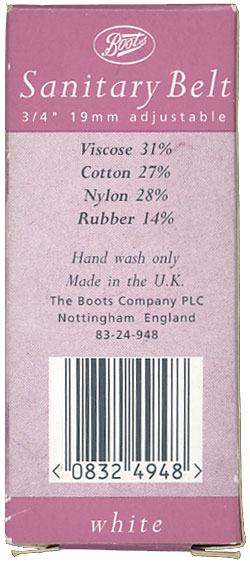 Boots
Sanitary Belt
3/4" 19mm adjustable
Viscose 31%
Cotton 27%
Nylon 28%
Rubber 14%
Hand wash only
Made in the U.K.
The Boots Company PLC
Nottingham England
83-24-948
<0832 4948>
white